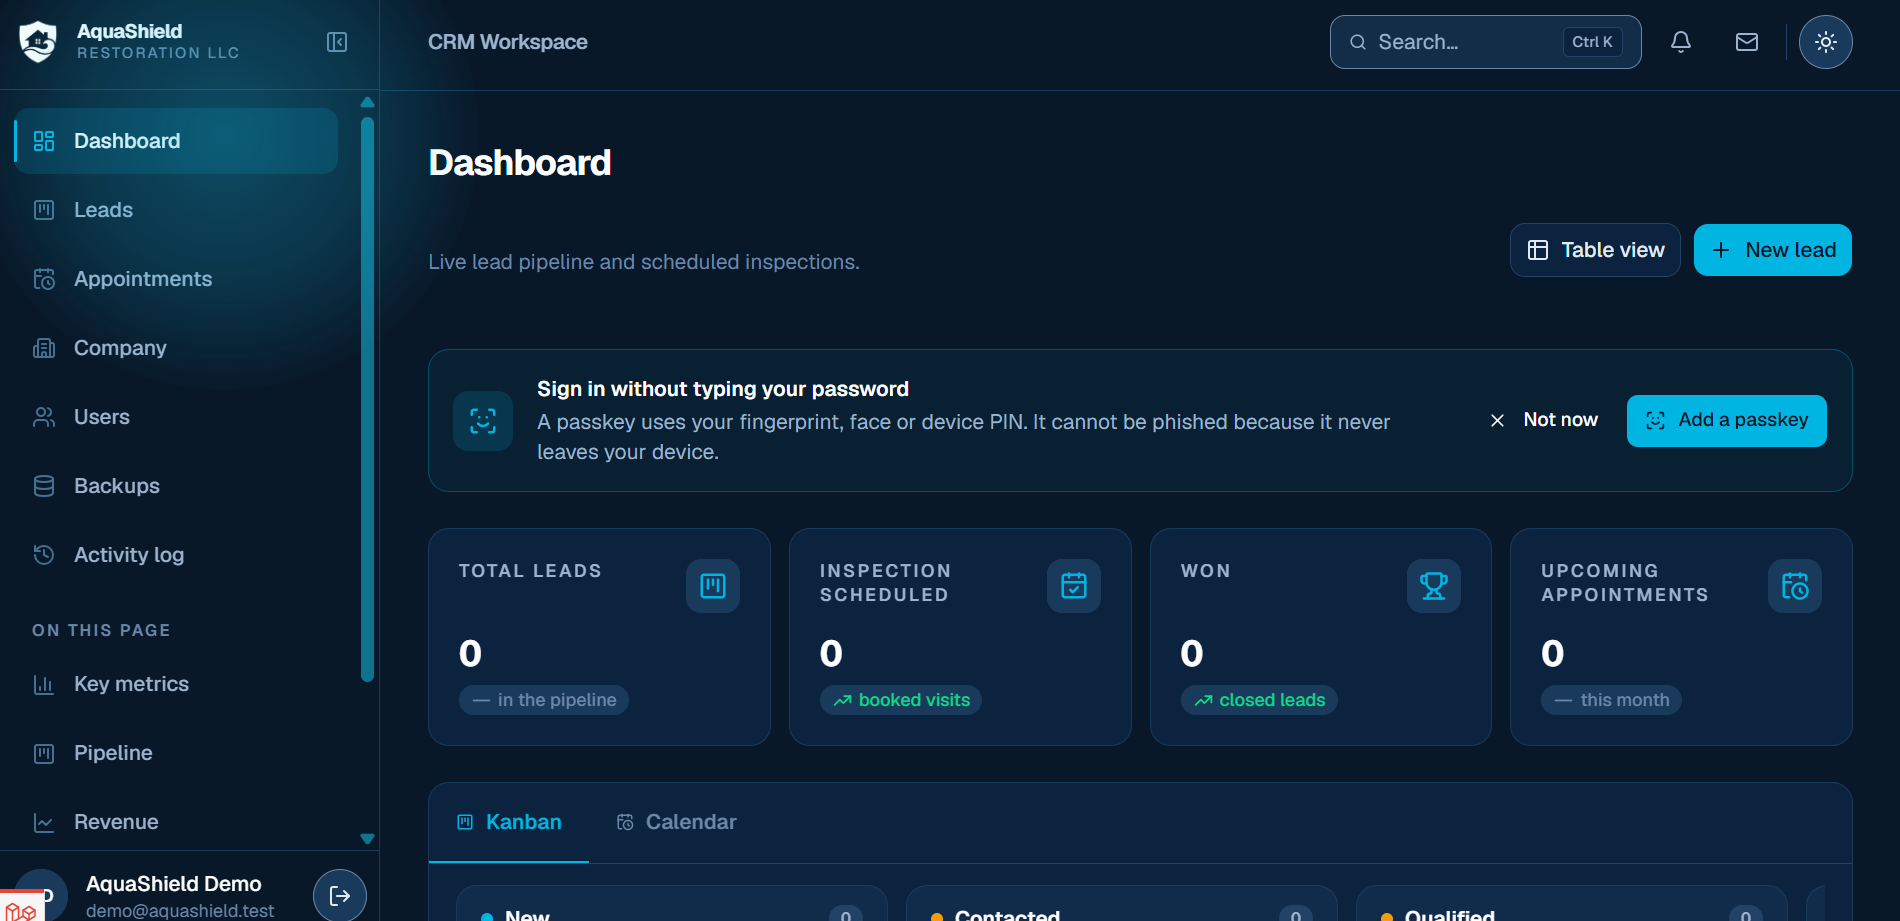 AquaShield
RESTORATION LLC
CRM Workspace
Search...
Ctrl K
Dashboard
Leads
Appointments
Company
Users
Backups
Activity log
ON THIS PAGE
Key metrics
Pipeline
Revenue
AquaShield Demo
demo@aquashield.test
Dashboard
Live lead pipeline and scheduled inspections.
Table view
New lead
Sign in without typing your password
A passkey uses your fingerprint, face or device PIN. It cannot be phished because it never
leaves your device.
Not now
Add a passkey
TOTAL LEADS
0
— in the pipeline
INSPECTION
SCHEDULED
0
booked visits
WON
0
closed leads
UPCOMING
APPOINTMENTS
0
— this month
Kanban
Calendar
New
0
Contacted
0
Qualified
0